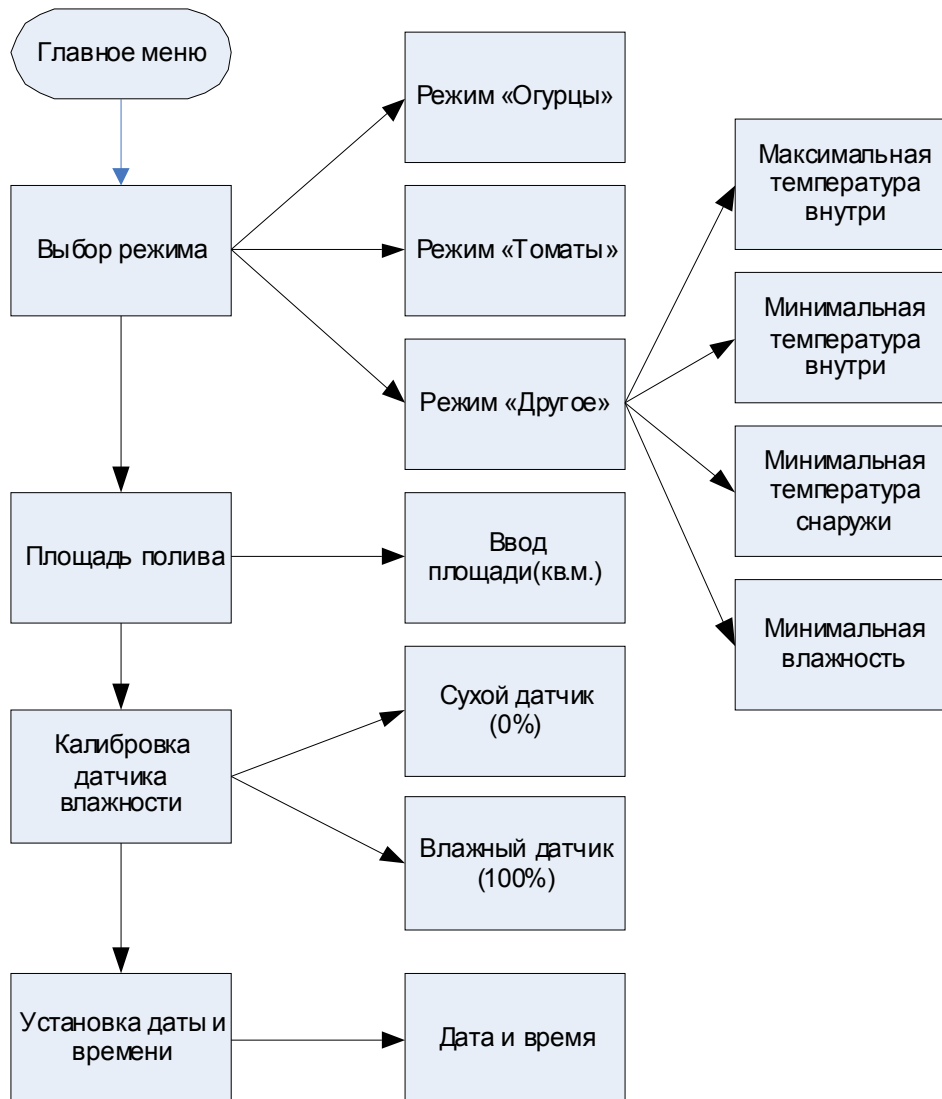 Главное меню
Выбор режима
Режим «Огурцы»
Режим «Томаты»
Режим «Другое»
Максимальная
температура
внутри
Минимальная
температура
внутри
Минимальная
температура
снаружи
Минимальная
влажность
Площадь полива
Ввод
площади(кв.м.)
Калибровка
датчика
влажности
Сухой датчик
(0%)
Влажный датчик
(100%)
Установка даты и
времени
Дата и время